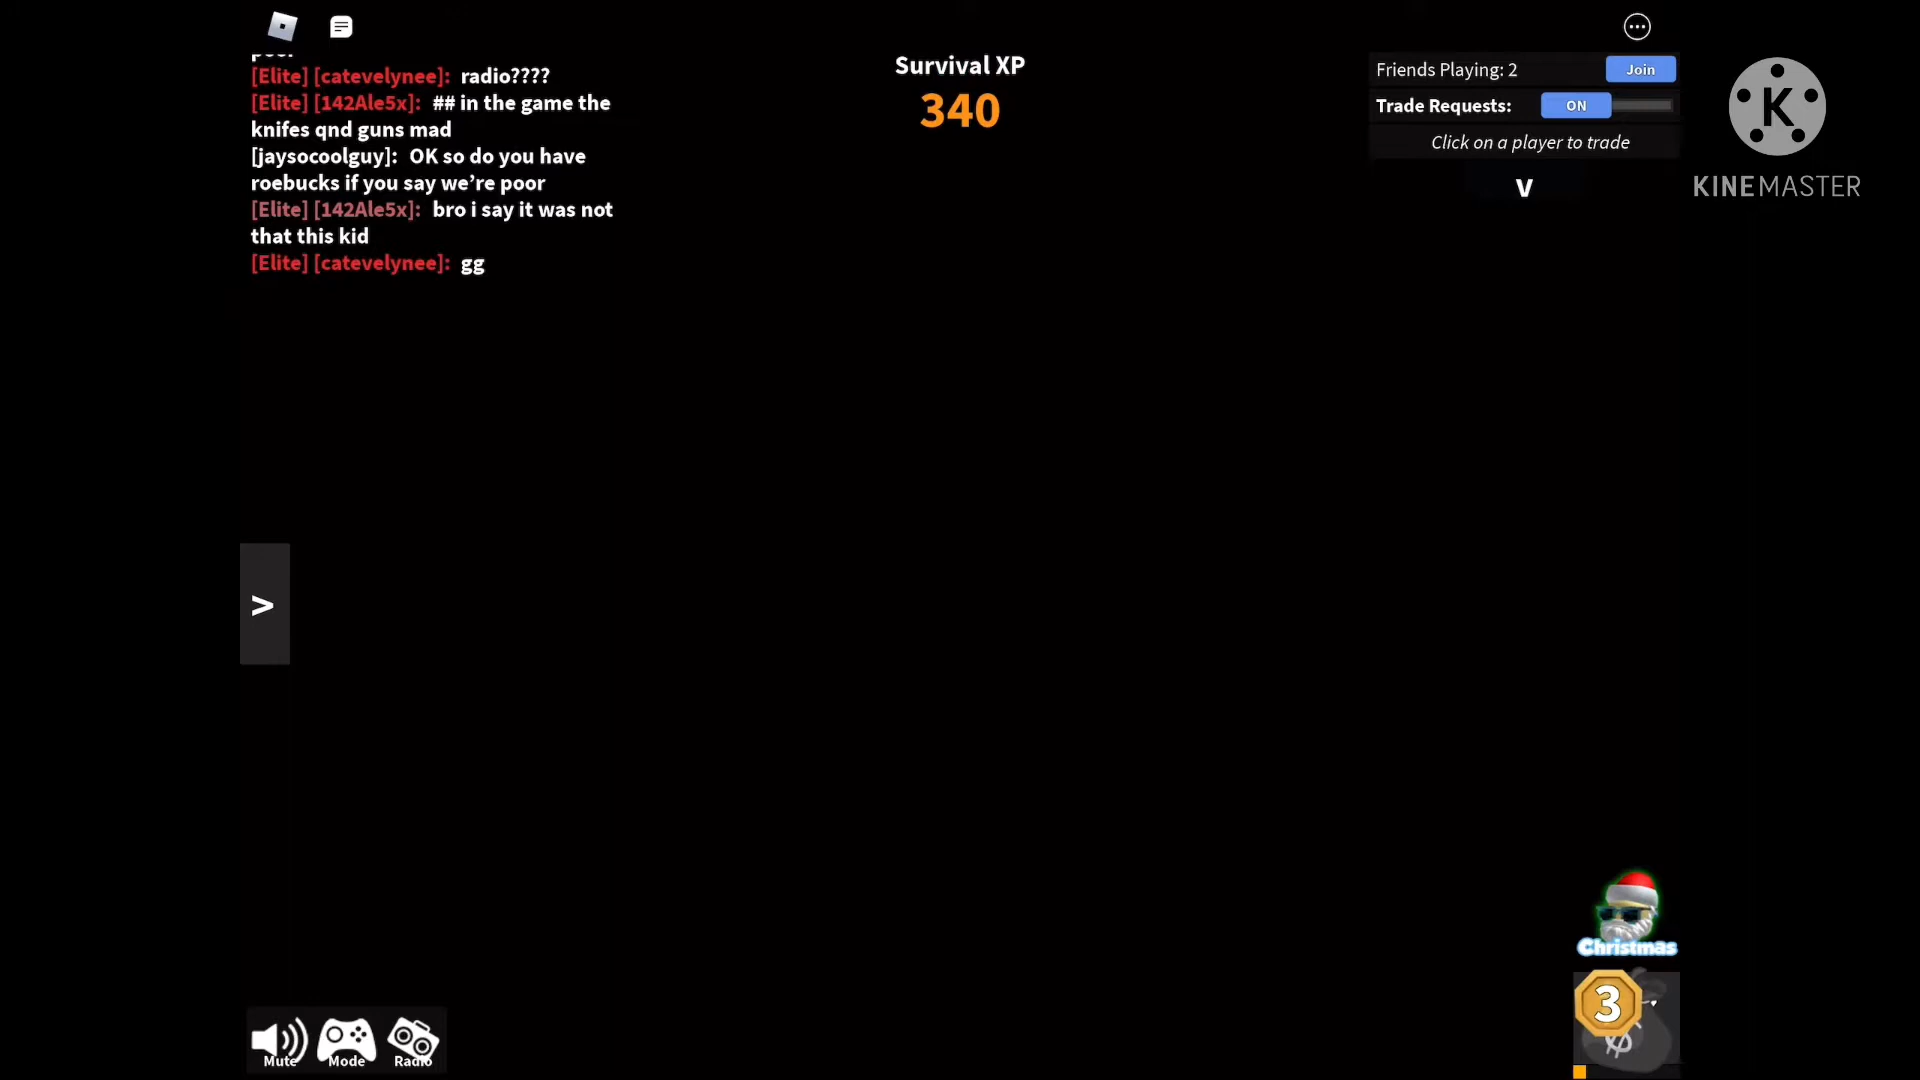 [Elite] [catevelynee]: radio????
[Elite] [142Ale5x]: ## in the game the
knifes qnd guns mad
[jaysocoolguy]: OK so do you have
roebucks if you say we’re poor
[Elite] [142Ale5x]: bro i say it was not
that this kid
[Elite] [catevelynee]: gg
Survival XP
340
Friends Playing: 2 Join
Trade Requests: ON
Click on a player to trade
V
K
KINEMASTER
>
Christmas
3
Mute Mode Radio